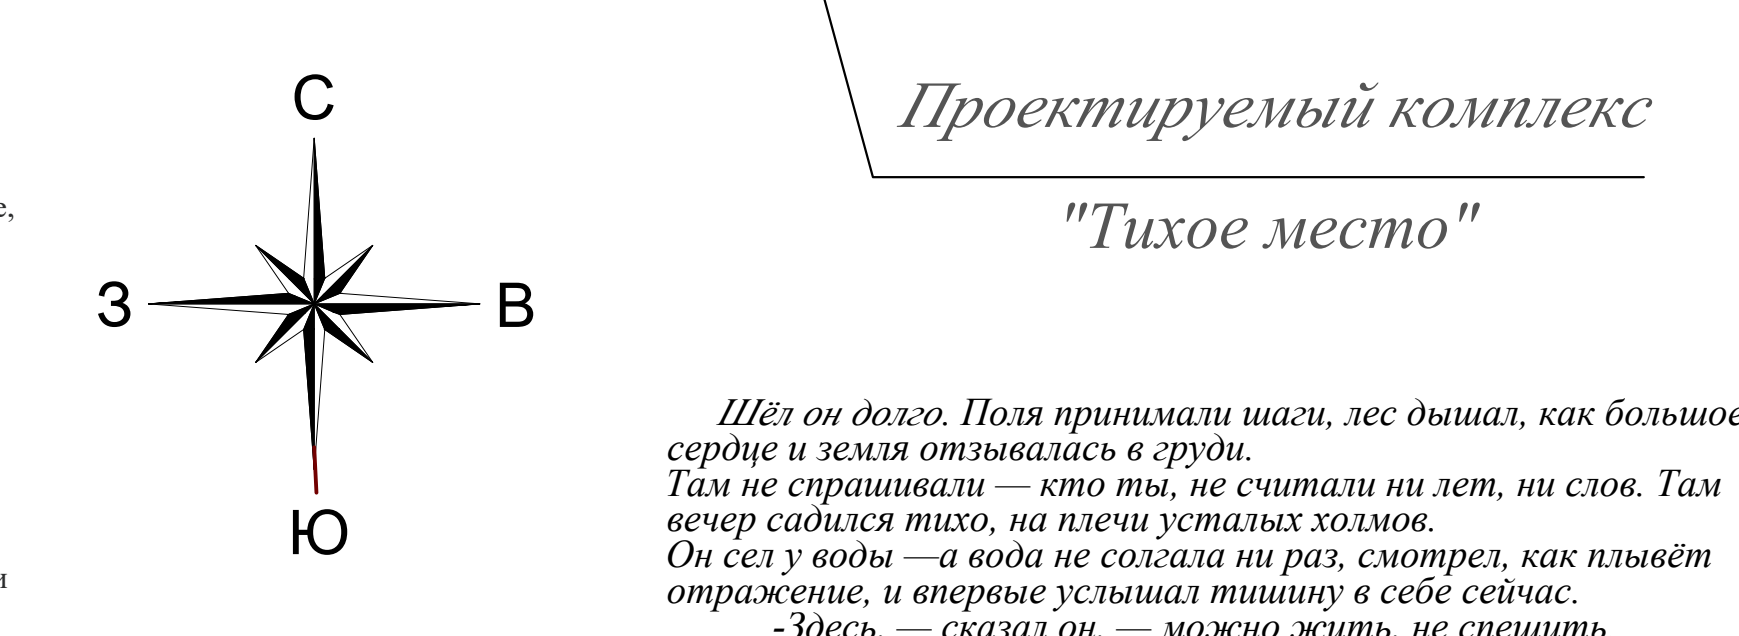 Проектируемый комплекс
"Тихое место"
С
е,
З
В
Ю
и
Шёл он долго. Поля принимали шаги, лес дышал, как большое
сердце и земля отзывалась в груди.
Там не спрашивали — кто ты, не считали ни лет, ни слов. Там
вечер садился тихо, на плечи усталых холмов.
Он сел у воды —а вода не солгала ни раз, смотрел, как плывёт
отражение, и впервые услышал тишину в себе сейчас.
-Здесь, — сказал он, — можно жить, не спешить